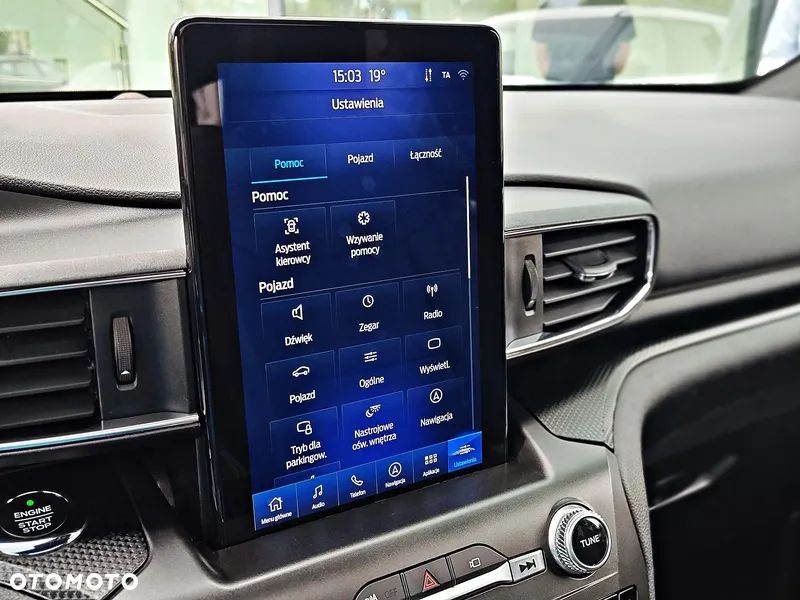 15:03 19° TA
Ustawienia
Pomoc Pojazd Łączność
Pomoc
Asystent
kierowcy
Wzywanie
pomocy
Pojazd
Dźwięk Zegar Radio
Pojazd Ogólne Wyświetl.
Tryb dla
parkingow.
Nastrojowe
ośw. wnętrza
Nawigacja
Menu główne Audio Telefon Nawigacja Aplikacje Ustawienia
ENGINE
START
STOP
TUNE
OFF
OTOMOTO